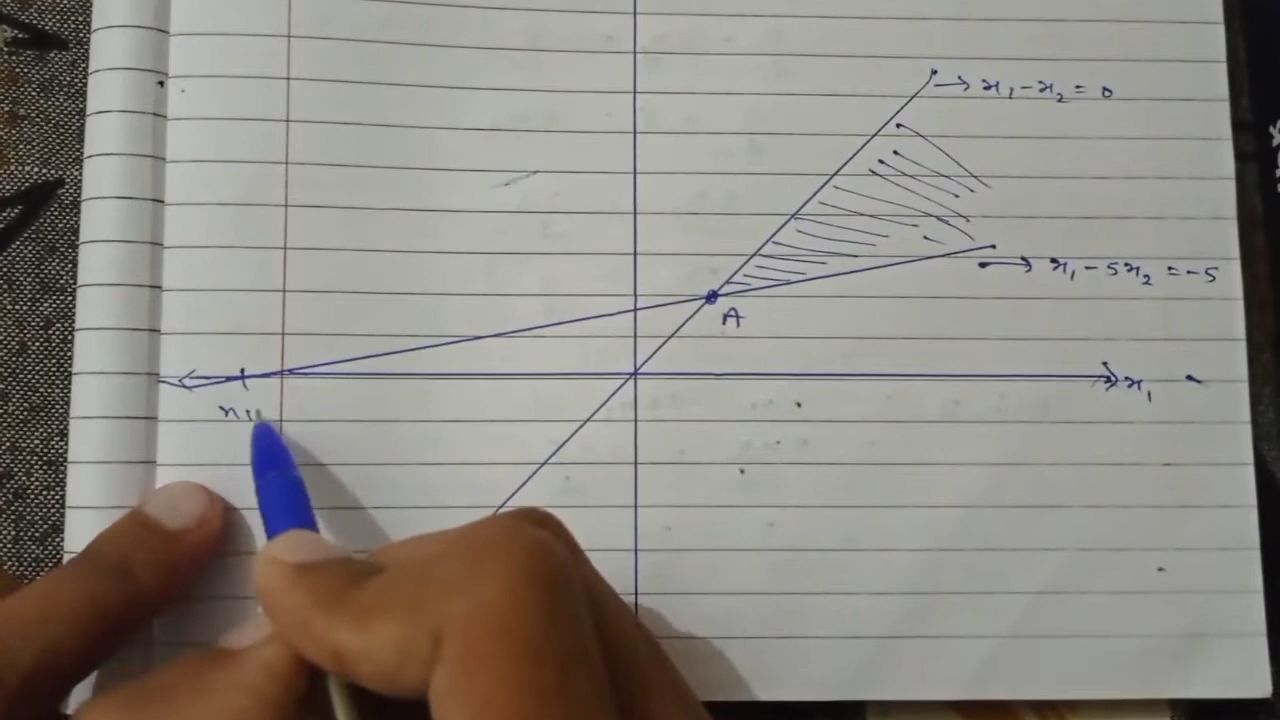 → x₁ - x₂ = 0
→ x₁ - 5x₂ = -5
A
x₁